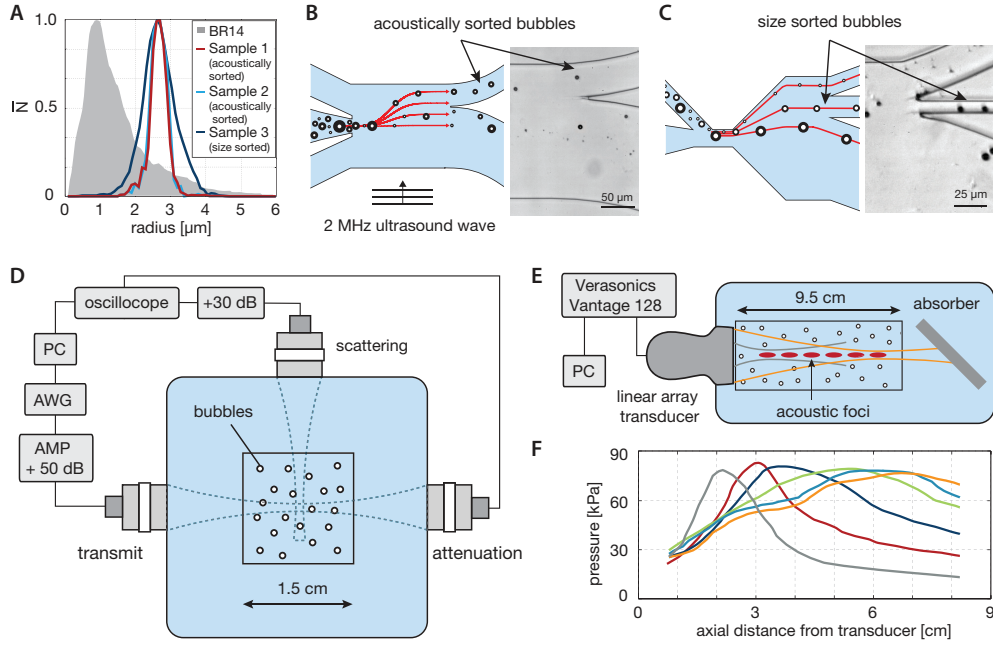 A
N̅
1.0
0.5
0
0 1 2 3 4 5 6
radius [µm]
BR14
Sample 1
(acoustically
sorted)
Sample 2
(acoustically
sorted)
Sample 3
(size sorted)
B
acoustically sorted bubbles
2 MHz ultrasound wave
50 µm
C
size sorted bubbles
25 µm
D
oscillocope
+30 dB
PC
AWG
AMP
+ 50 dB
scattering
bubbles
transmit
attenuation
1.5 cm
E
Verasonics
Vantage 128
PC
9.5 cm
absorber
linear array
transducer
acoustic foci
F
pressure [kPa]
90
60
30
0
0 3 6 9
axial distance from transducer [cm]